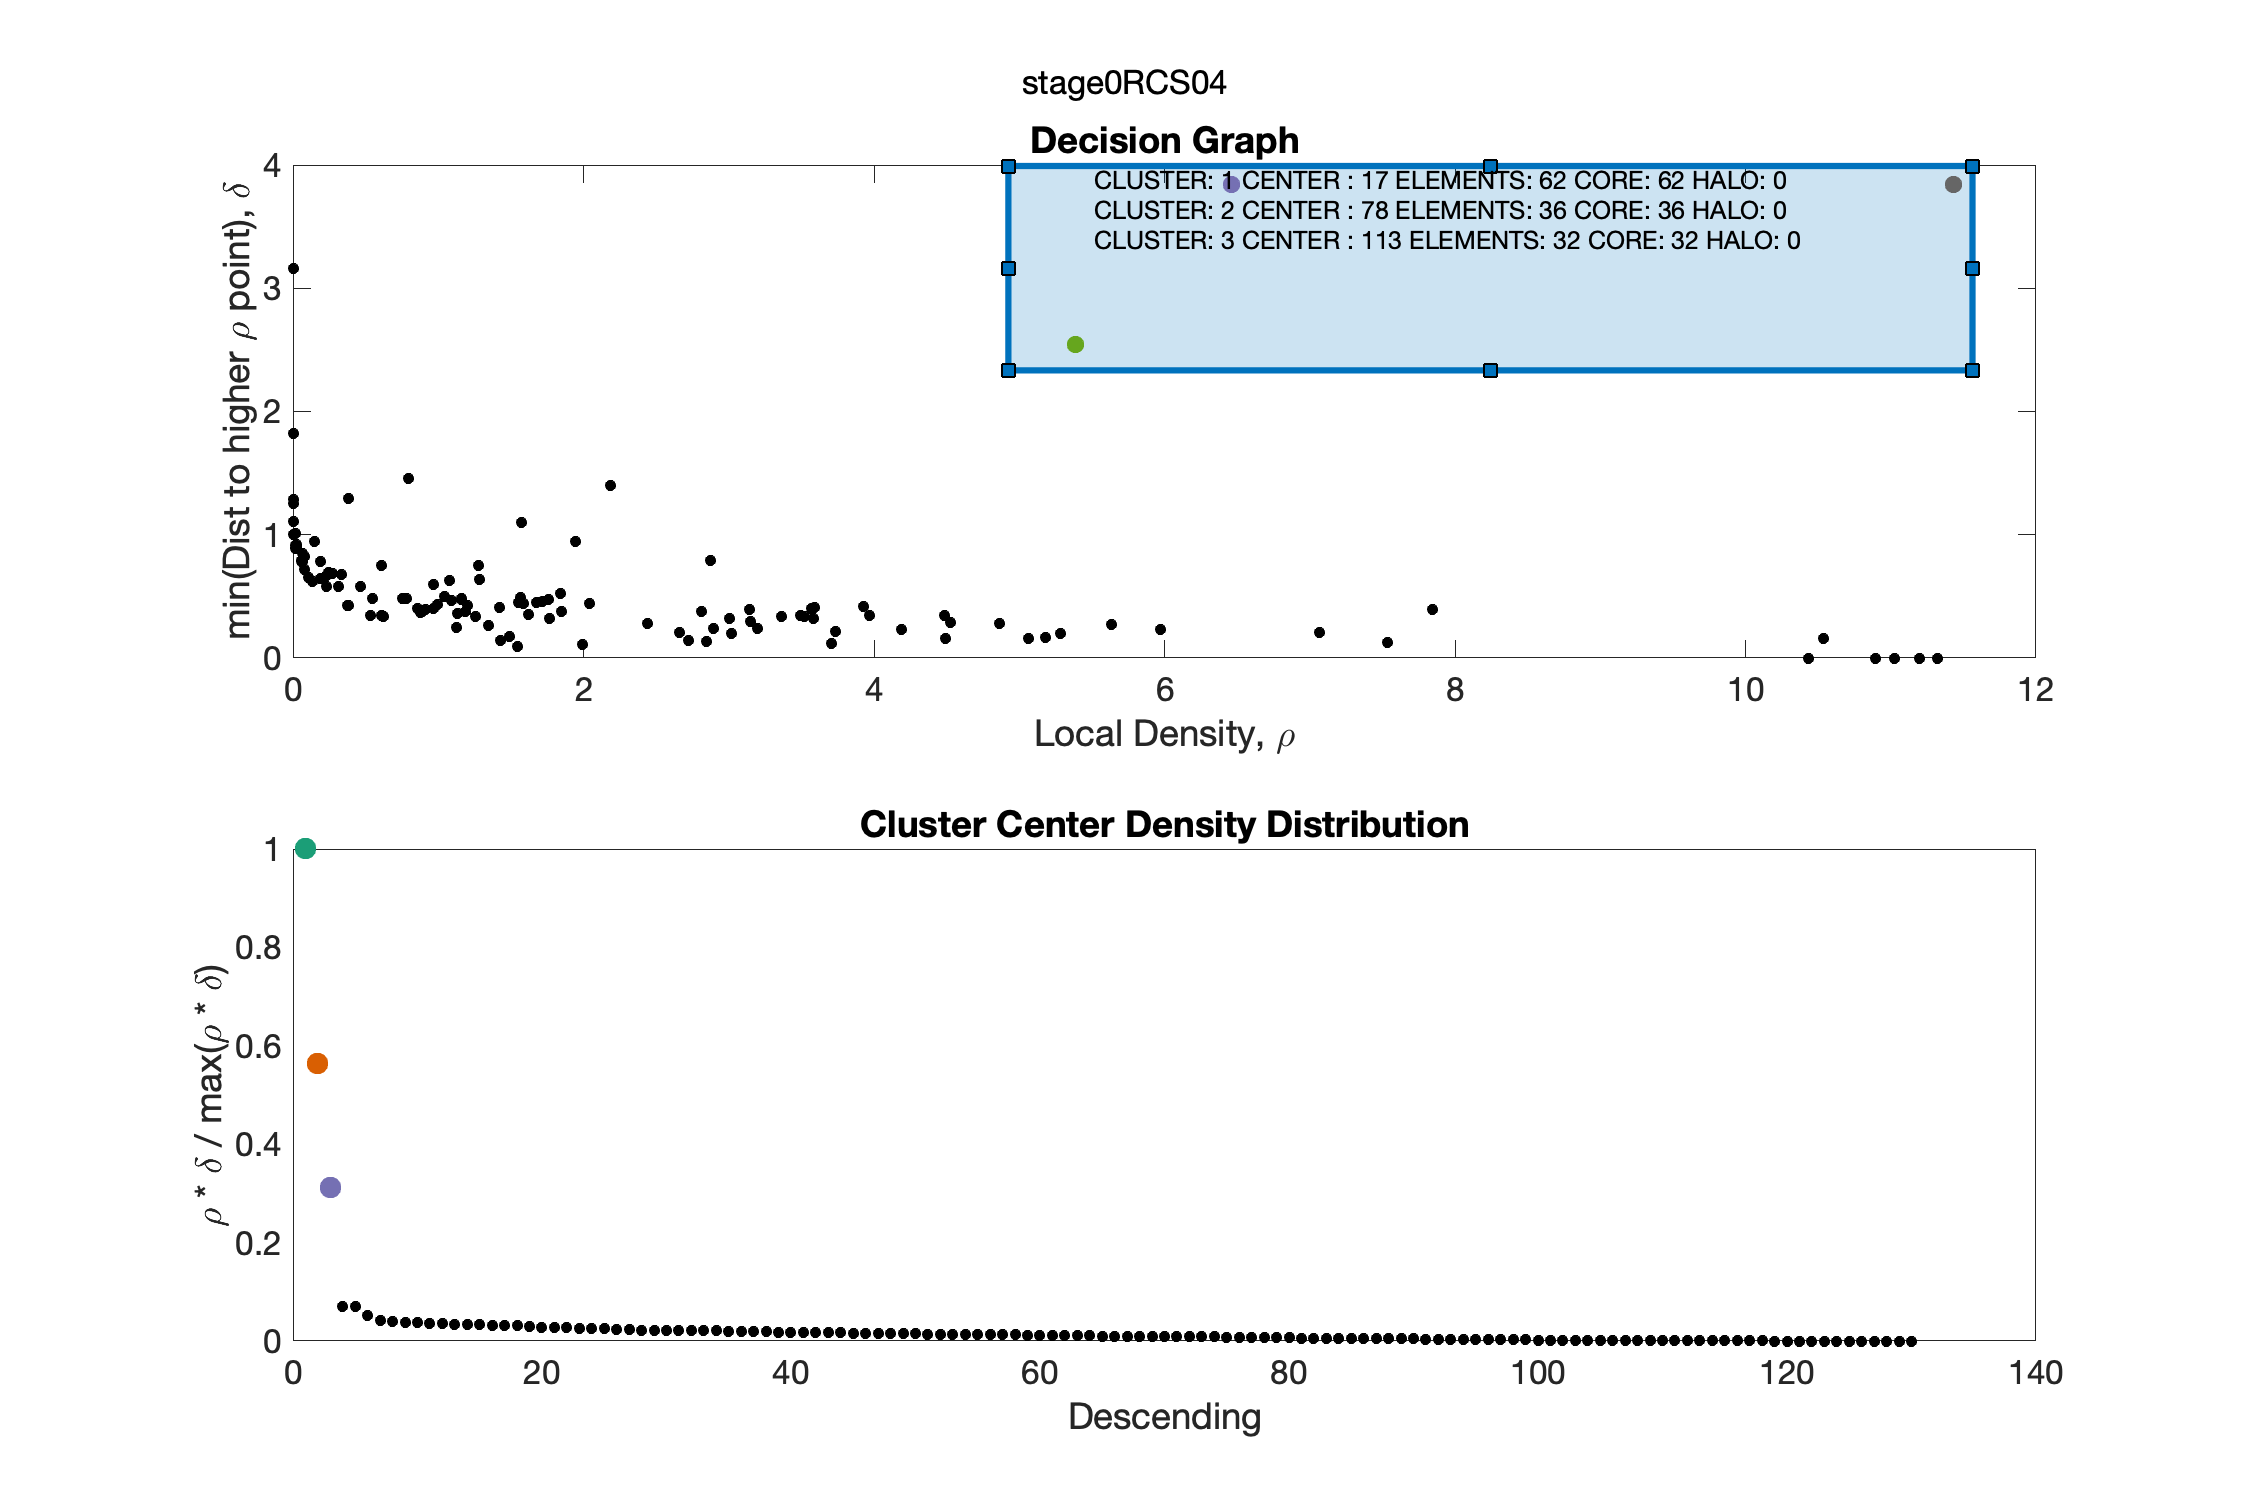 stage0RCS04
Decision Graph
CLUSTER: 1 CENTER : 17 ELEMENTS: 62 CORE: 62 HALO: 0
CLUSTER: 2 CENTER : 78 ELEMENTS: 36 CORE: 36 HALO: 0
CLUSTER: 3 CENTER : 113 ELEMENTS: 32 CORE: 32 HALO: 0
min(Dist to higher ρ point), δ
4
3
2
1
0
0 2 4 6 8 10 12
Local Density, ρ
Cluster Center Density Distribution
ρ * δ / max(ρ * δ)
1
0.8
0.6
0.4
0.2
0
0 20 40 60 80 100 120 140
Descending